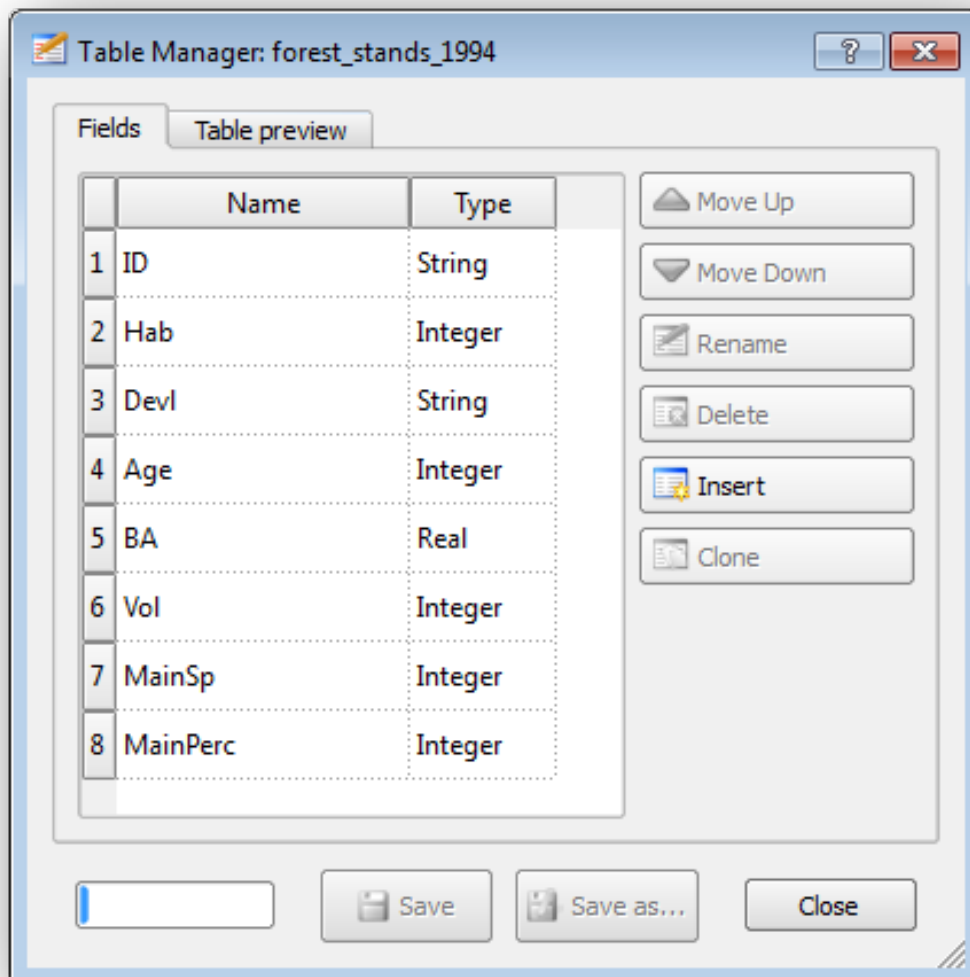 Table Manager: forest_stands_1994
?
Fields Table preview
Name Type
1 ID String
2 Hab Integer
3 Devl String
4 Age Integer
5 BA Real
6 Vol Integer
7 MainSp Integer
8 MainPerc Integer
Move Up
Move Down
Rename
Delete
Insert
Clone
Save Save as... Close